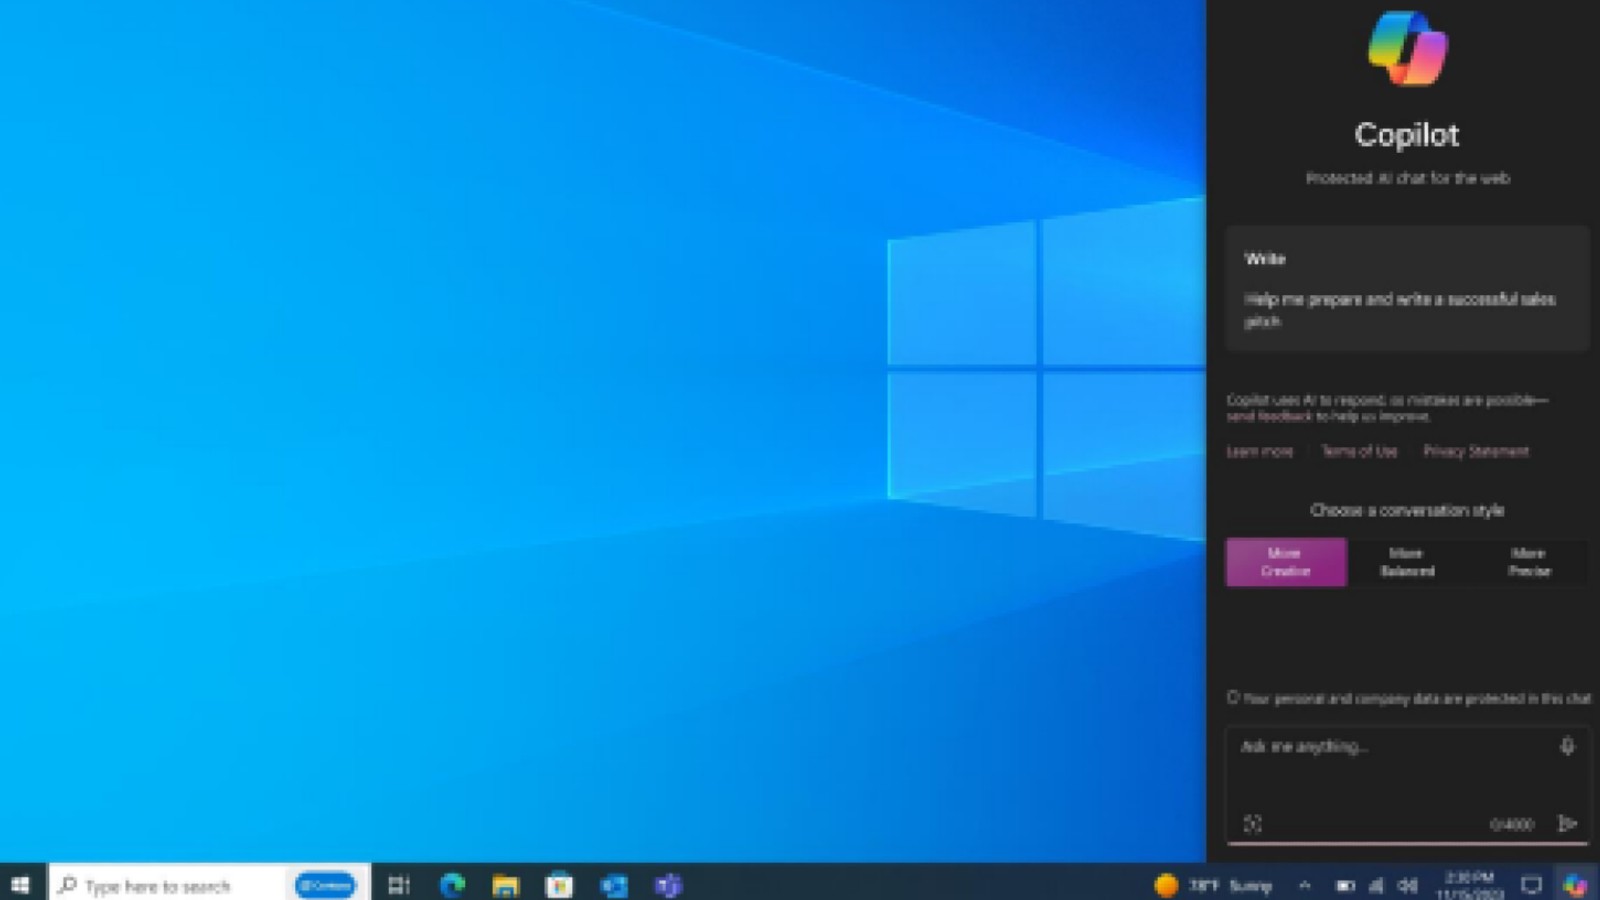 Copilot
Protected AI chat for the web
Write
Help me prepare and write a successful sales
pitch
Copilot uses AI to respond, so mistakes are possible—
send feedback to help us improve.
Learn more Terms of Use Privacy Statement
Choose a conversation style
More
Creative
More
Balanced
More
Precise
Your personal and company data are protected in this chat
Ask me anything...
0/4000
Type here to search
78°F Sunny
2:30 PM
11/15/2023